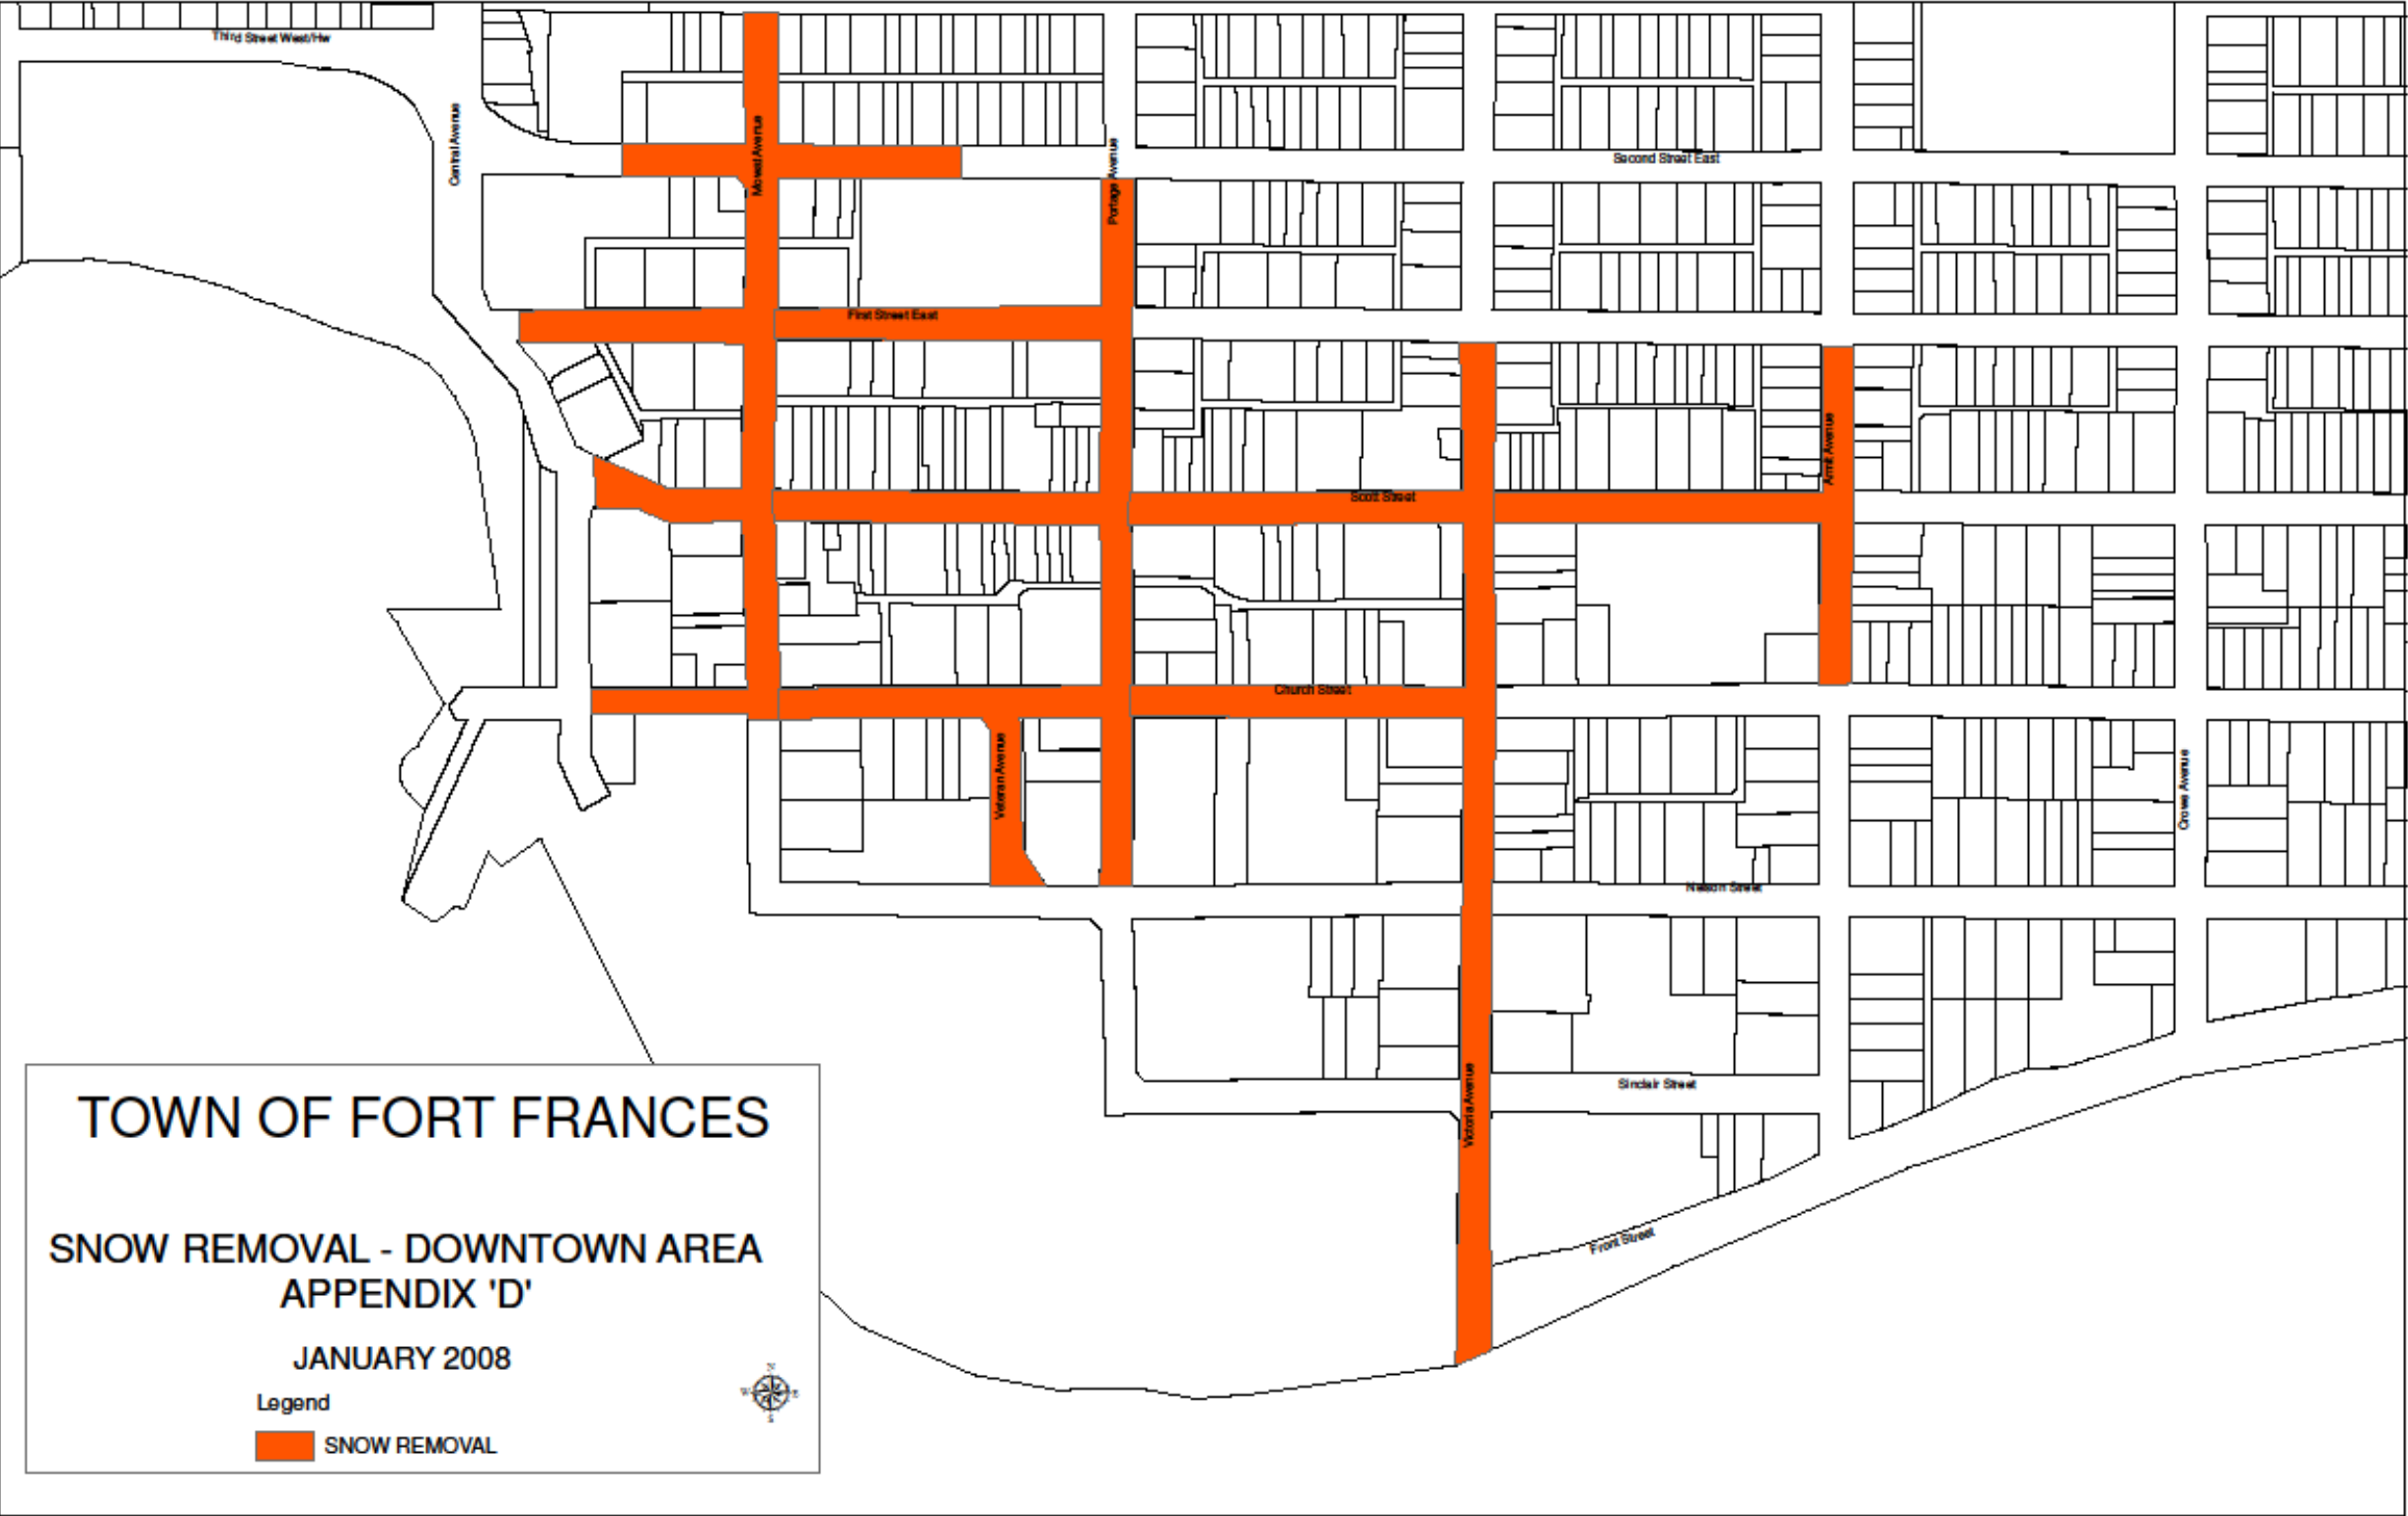 Third Street West/Hw
Central Avenue
Mowat Avenue
Portage Avenue
Second Street East
First Street East
Scott Street
Armit Avenue
Church Street
Veteran Avenue
Crowe Avenue
Nelson Street
Victoria Avenue
Sinclair Street
Front Street
TOWN OF FORT FRANCES
SNOW REMOVAL - DOWNTOWN AREA
APPENDIX 'D'
JANUARY 2008
Legend
SNOW REMOVAL
N
W E
S